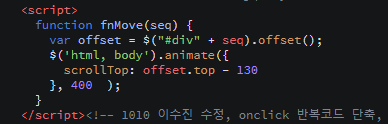 <script>
function fnMove(seq) {
var offset = $("#div" + seq).offset();
$('html, body').animate({
scrollTop: offset.top - 130
}, 400  );
}
</script><!-- 1010 이수진 수정, onclick 반복코드 단축,